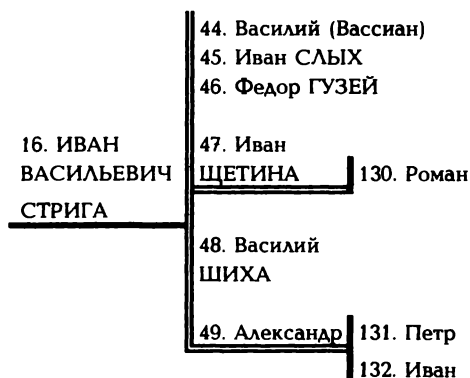 44. Василий (Вассиан)
45. Иван СЛЫХ
46. Федор ГУЗЕЙ
16. ИВАН
ВАСИЛЬЕВИЧ
СТРИГА
47. Иван
ЩЕТИНА
130. Роман
48. Василий
ШИХА
49. Александр
131. Петр
132. Иван